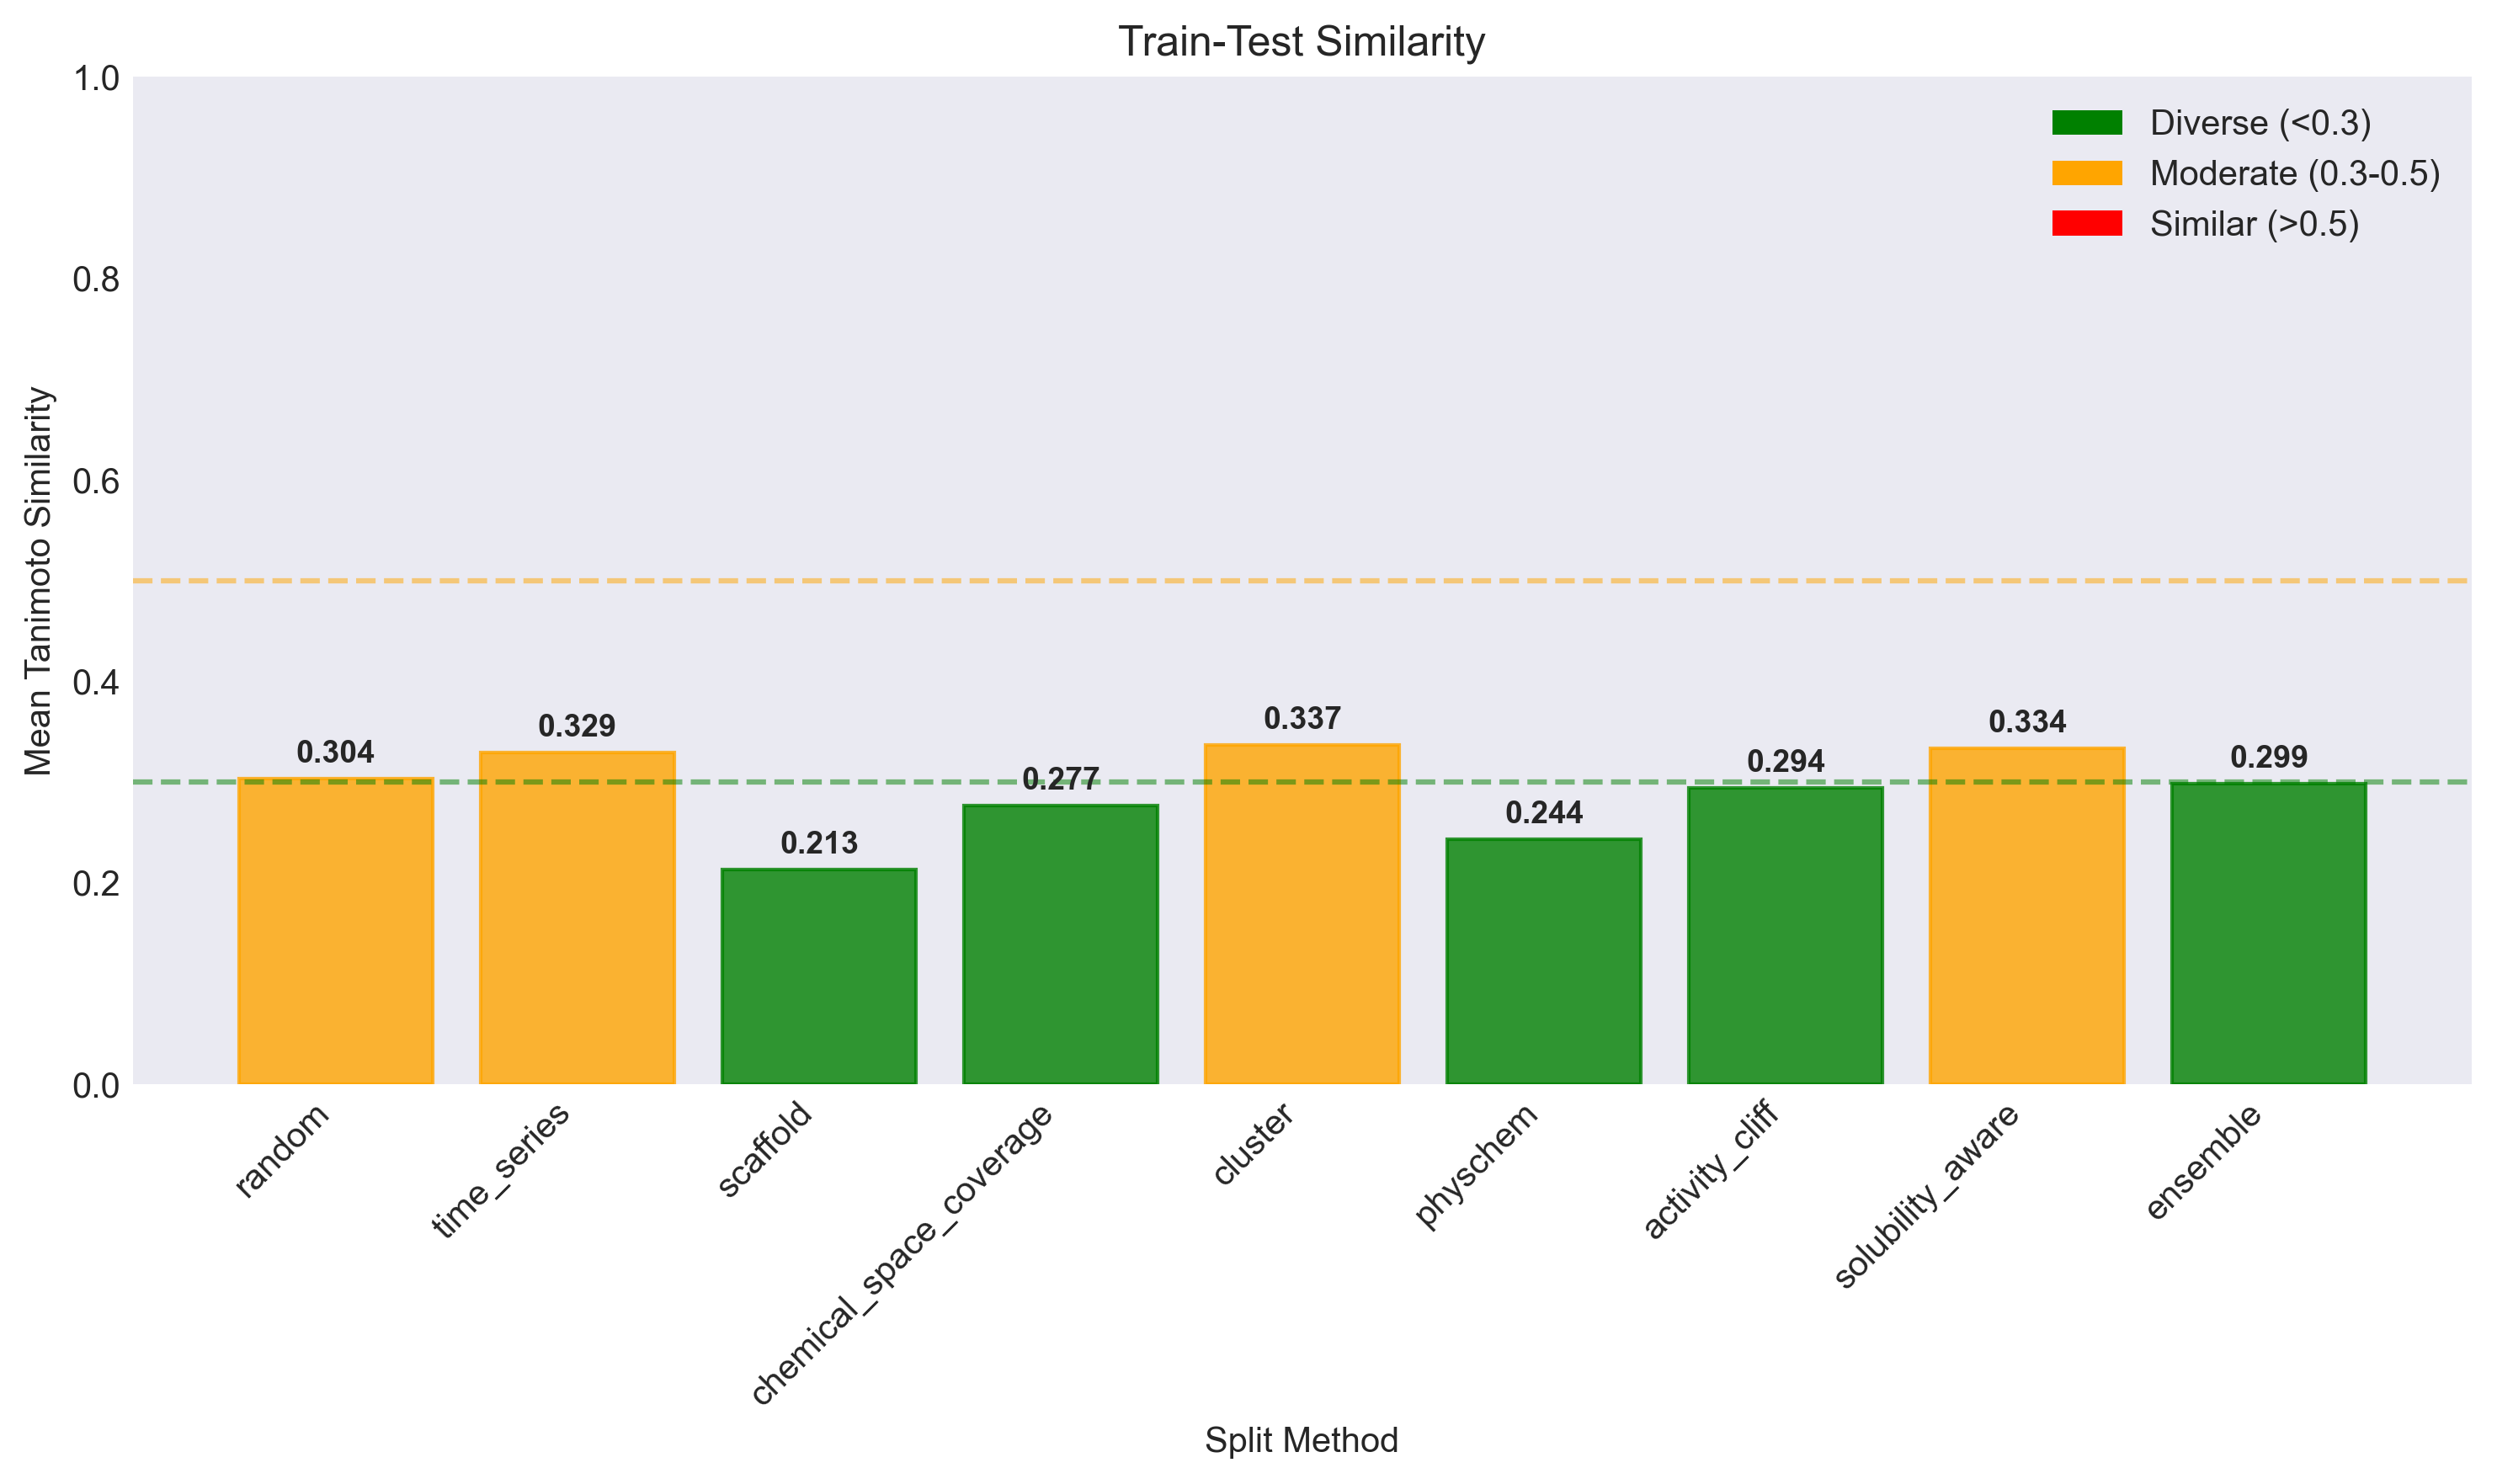 Train-Test Similarity
1.0
0.8
0.6
0.4
0.2
0.0
Mean Tanimoto Similarity
Diverse (<0.3)
Moderate (0.3-0.5)
Similar (>0.5)
0.304
0.329
0.213
0.277
0.337
0.244
0.294
0.334
0.299
random
time_series
scaffold
chemical_space_coverage
cluster
physchem
activity_cliff
solubility_aware
ensemble
Split Method